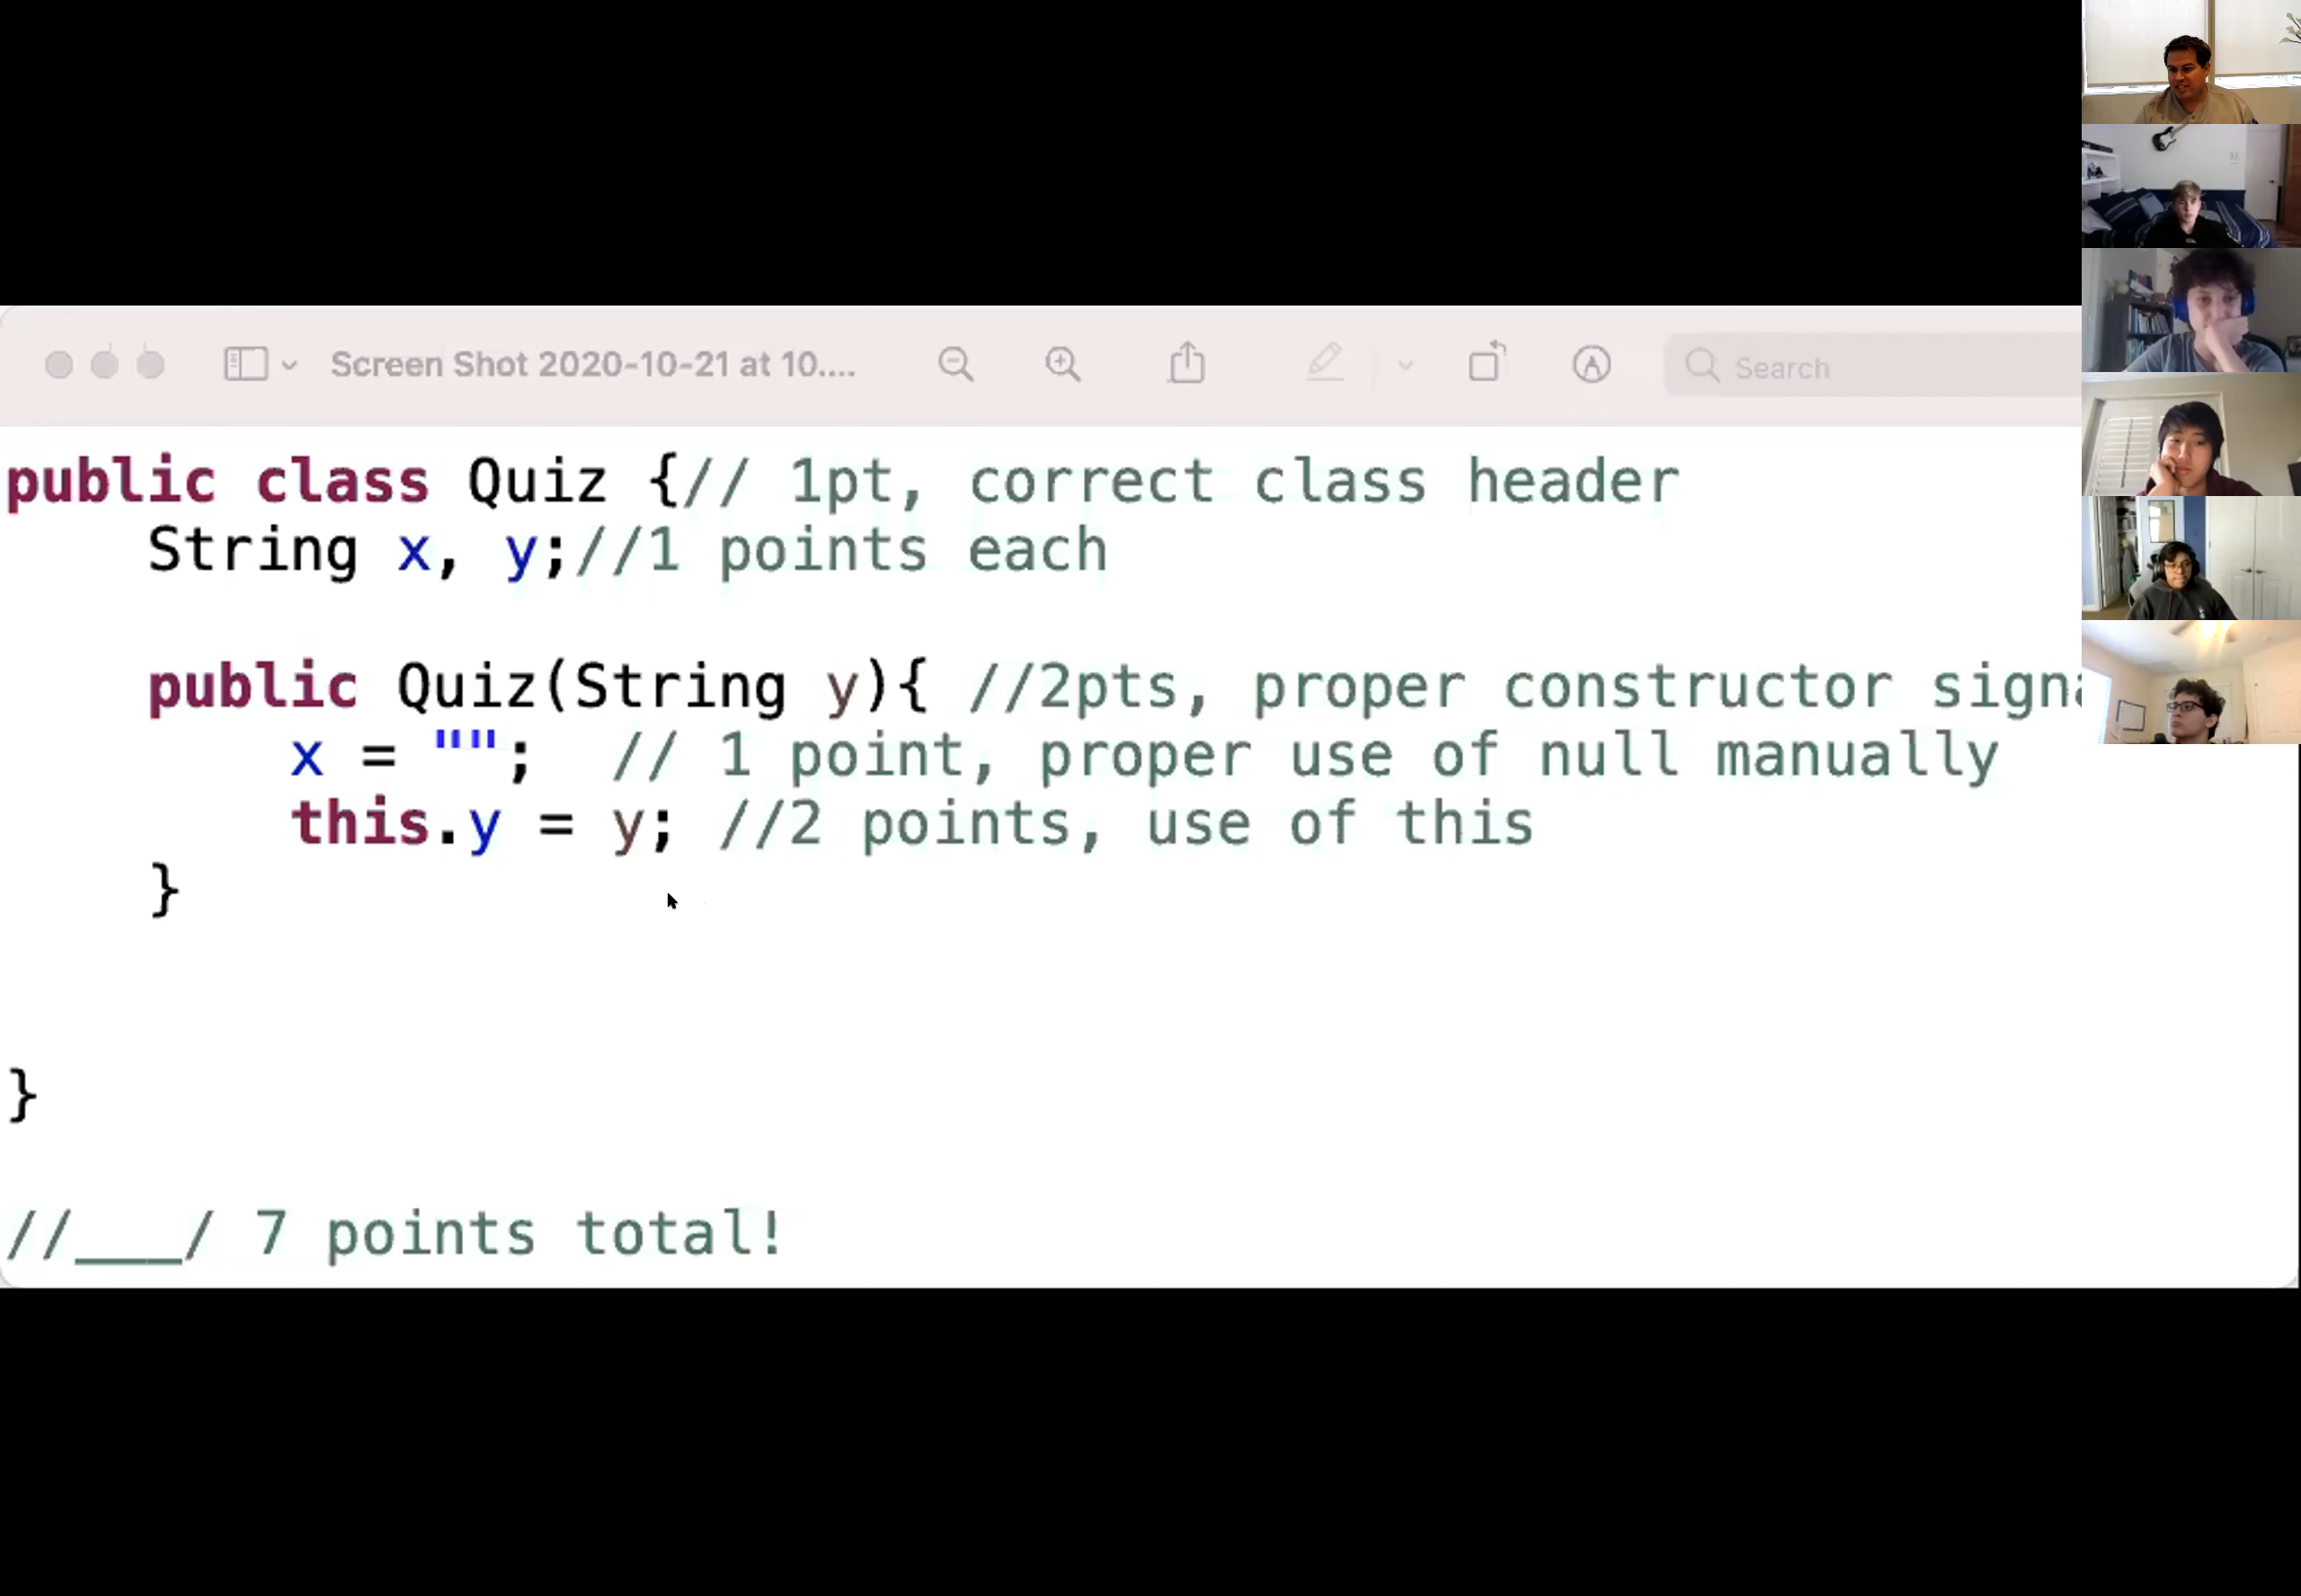 Screen Shot 2020-10-21 at 10....
Search
public class Quiz {// 1pt, correct class header
String x, y;//1 points each
public Quiz(String y){ //2pts, proper constructor
x = "";   // 1 point, proper use of null manually
this.y = y; //2 points, use of this
}
}
//___/ 7 points total!